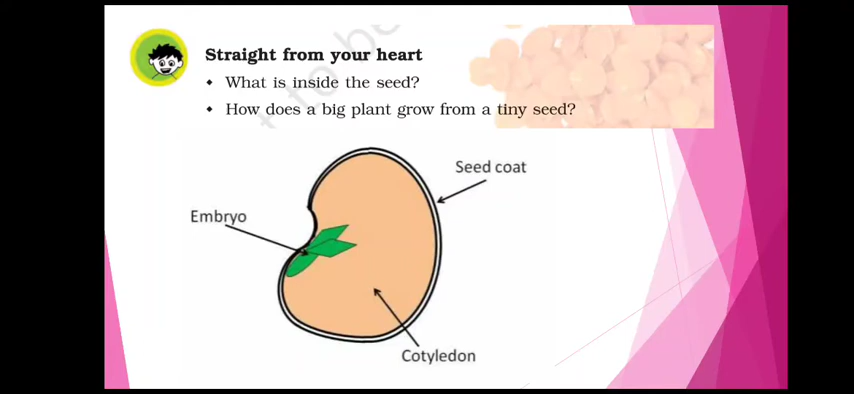 Straight from your heart
• What is inside the seed?
• How does a big plant grow from a tiny seed?
Seed coat
Embryo
Cotyledon